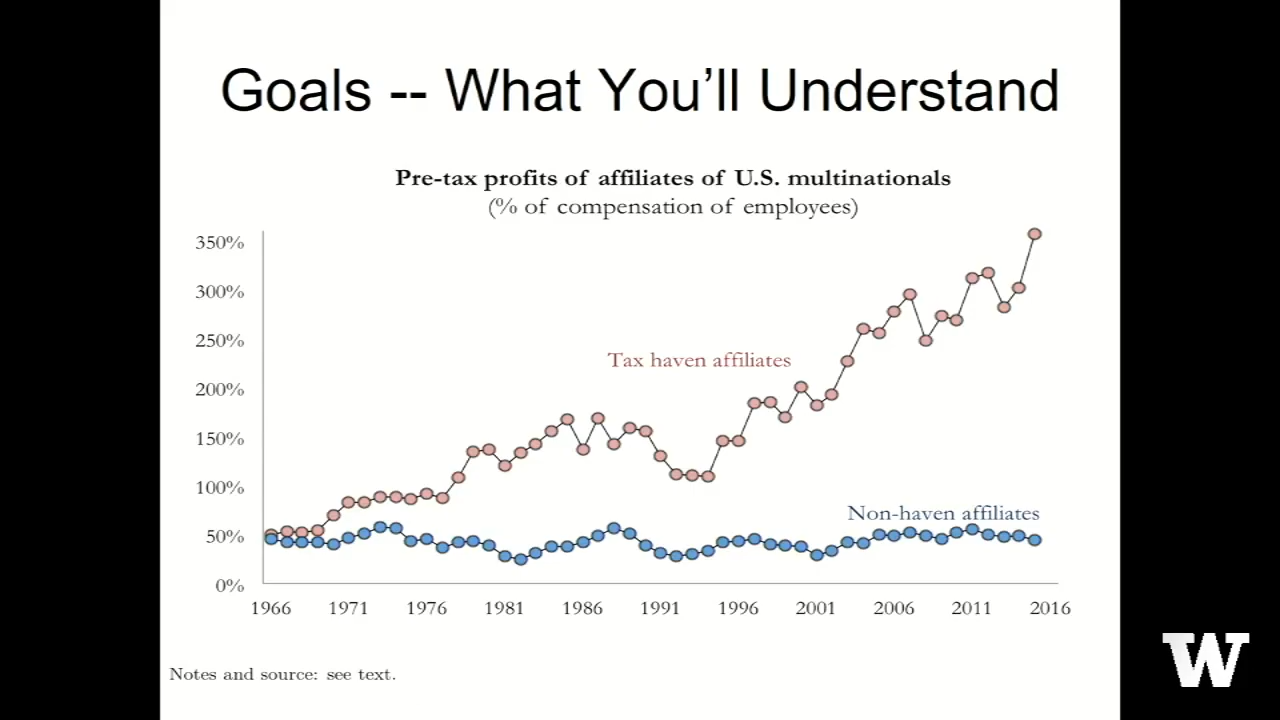 Goals -- What You'll Understand
Pre-tax profits of affiliates of U.S. multinationals
(% of compensation of employees)
350%
300%
250%
200%
150%
100%
50%
0%
Tax haven affiliates
Non-haven affiliates
1966 1971 1976 1981 1986 1991 1996 2001 2006 2011 2016
Notes and source: see text.
W